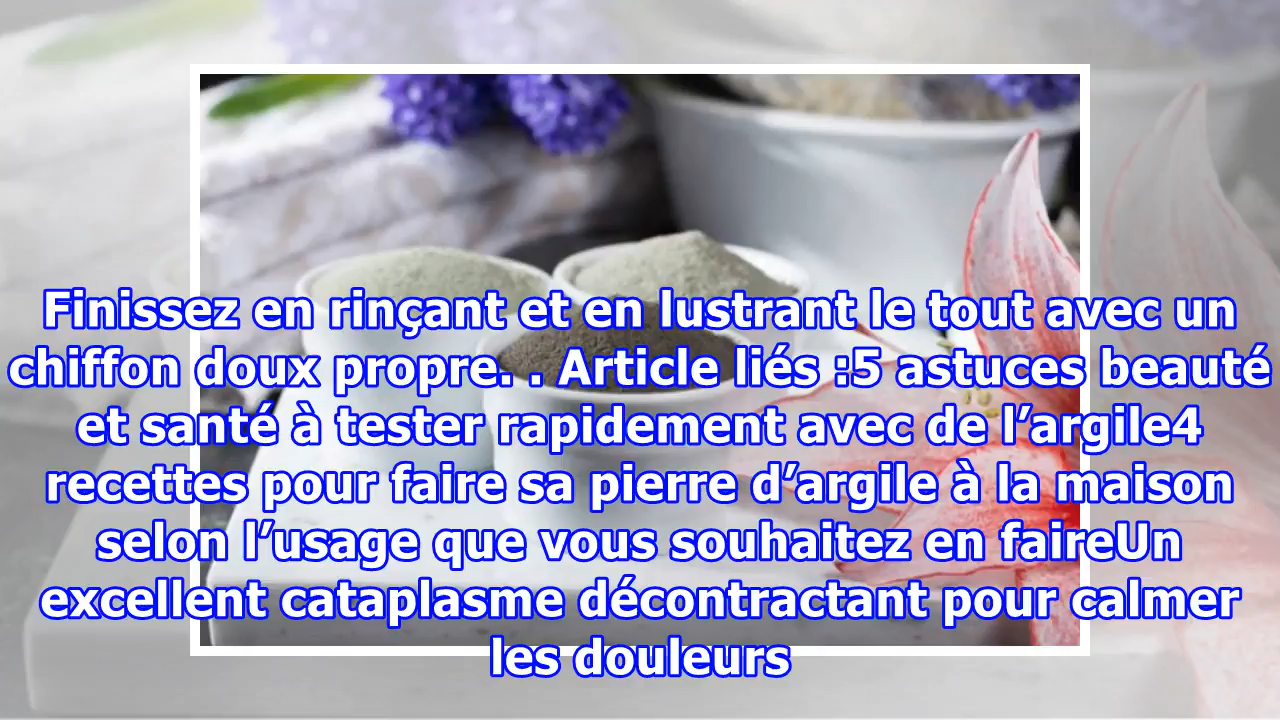 Finissez en rinçant et en lustrant le tout avec un
chiffon doux propre. . Article liés :5 astuces beauté
et santé à tester rapidement avec de l’argile4
recettes pour faire sa pierre d’argile à la maison
selon l’usage que vous souhaitez en faireUn
excellent cataplasme décontractant pour calmer
les douleurs